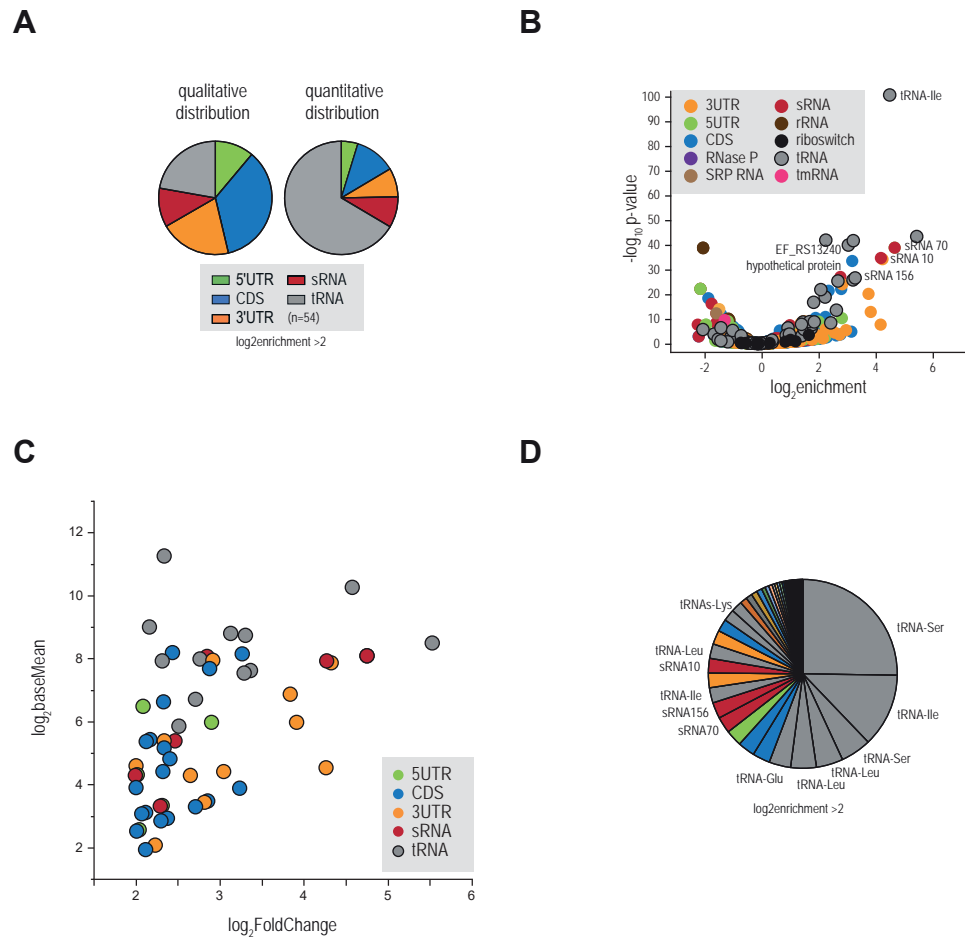 A
qualitative
distribution
quantitative
distribution
5'UTR
sRNA
CDS
tRNA
3'UTR
(n=54)
log2enrichment >2
B
-log10 p-value
100
90
80
70
60
50
40
30
20
10
0
3UTR
sRNA
5UTR
rRNA
CDS
riboswitch
RNase P
tRNA
SRP RNA
tmRNA
tRNA-Ile
EF_RS13240
hypothetical protein
sRNA 70
sRNA 10
sRNA 156
-2
0
2
4
6
log2enichment
C
log2baseMean
12
10
8
6
4
2
5UTR
CDS
3UTR
sRNA
tRNA
2
3
4
5
6
log2FoldChange
D
tRNAs-Lys
tRNA-Ser
tRNA-Leu
sRNA10
tRNA-Ile
sRNA156
sRNA70
tRNA-Ile
tRNA-Ser
tRNA-Leu
tRNA-Glu
tRNA-Leu
log2enrichment >2